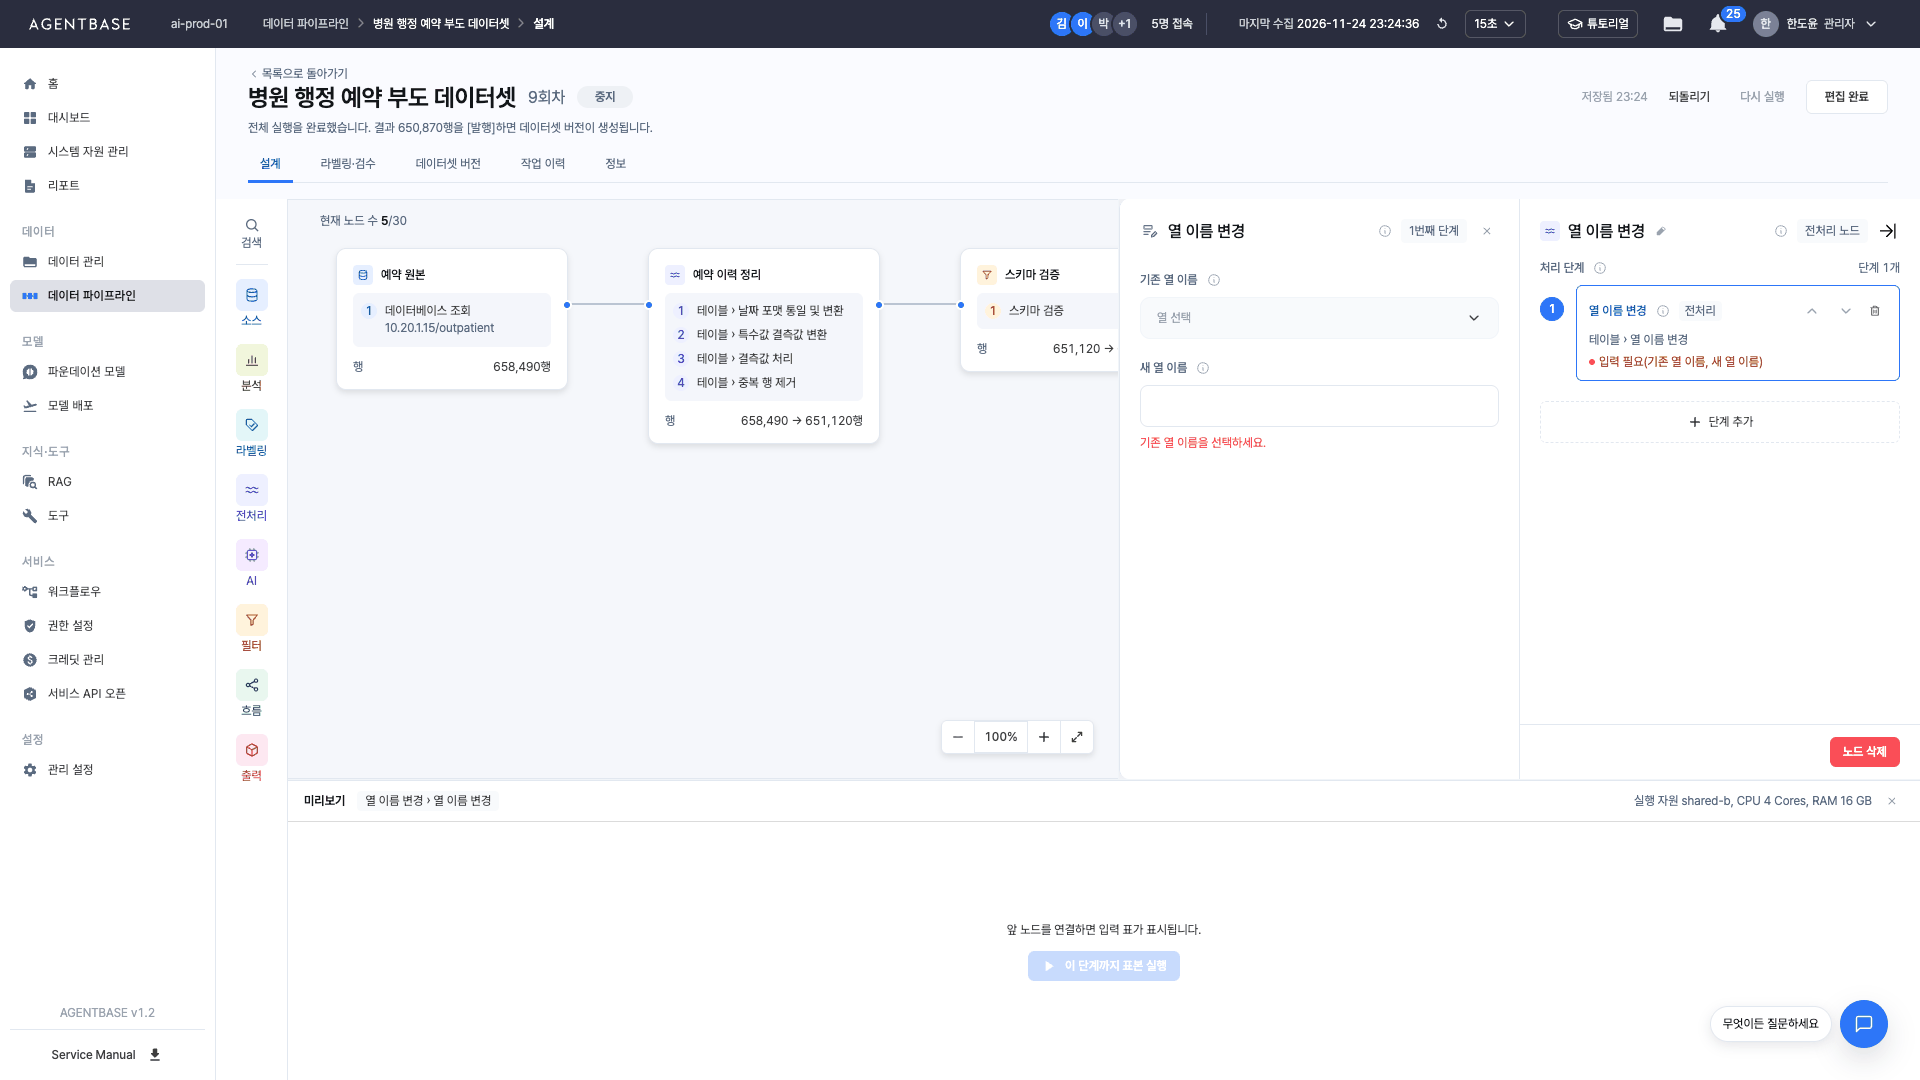 AGENTBASE
ai-prod-01
데이터 파이프라인 > 병원 행정 예약 부도 데이터셋 > 설계
김 이 박 +1 5명 접속
마지막 수집 2026-11-24 23:24:36
15초
튜토리얼
25
한 한도윤 관리자
홈
대시보드
시스템 자원 관리
리포트
데이터
데이터 관리
데이터 파이프라인
모델
파운데이션 모델
모델 배포
지식·도구
RAG
도구
서비스
워크플로우
권한 설정
크레딧 관리
서비스 API 오픈
설정
관리 설정
AGENTBASE v1.2
Service Manual
목록으로 돌아가기
병원 행정 예약 부도 데이터셋 9회차 중지
전체 실행을 완료했습니다. 결과 650,870행을 [발행]하면 데이터셋 버전이 생성됩니다.
저장됨 23:24 되돌리기 다시 실행 편집 완료
설계 라벨링·검수 데이터셋 버전 작업 이력 정보
검색
소스
분석
라벨링
전처리
AI
필터
흐름
출력
현재 노드 수 5/30
예약 원본
1 데이터베이스 조회
10.20.1.15/outpatient
행 658,490행
예약 이력 정리
1 테이블 › 날짜 포맷 통일 및 변환
2 테이블 › 특수값 결측값 변환
3 테이블 › 결측값 처리
4 테이블 › 중복 행 제거
행 658,490 → 651,120행
스키마 검증
1 스키마 검증
행 651,120 →
100%
열 이름 변경
1번째 단계
기존 열 이름
열 선택
새 열 이름
기존 열 이름을 선택하세요.
열 이름 변경
전처리 노드
처리 단계
단계 1개
1 열 이름 변경 전처리
테이블 › 열 이름 변경
입력 필요(기존 열 이름, 새 열 이름)
단계 추가
노드 삭제
미리보기 열 이름 변경 › 열 이름 변경
실행 자원 shared-b, CPU 4 Cores, RAM 16 GB
앞 노드를 연결하면 입력 표가 표시됩니다.
이 단계까지 표본 실행
무엇이든 질문하세요